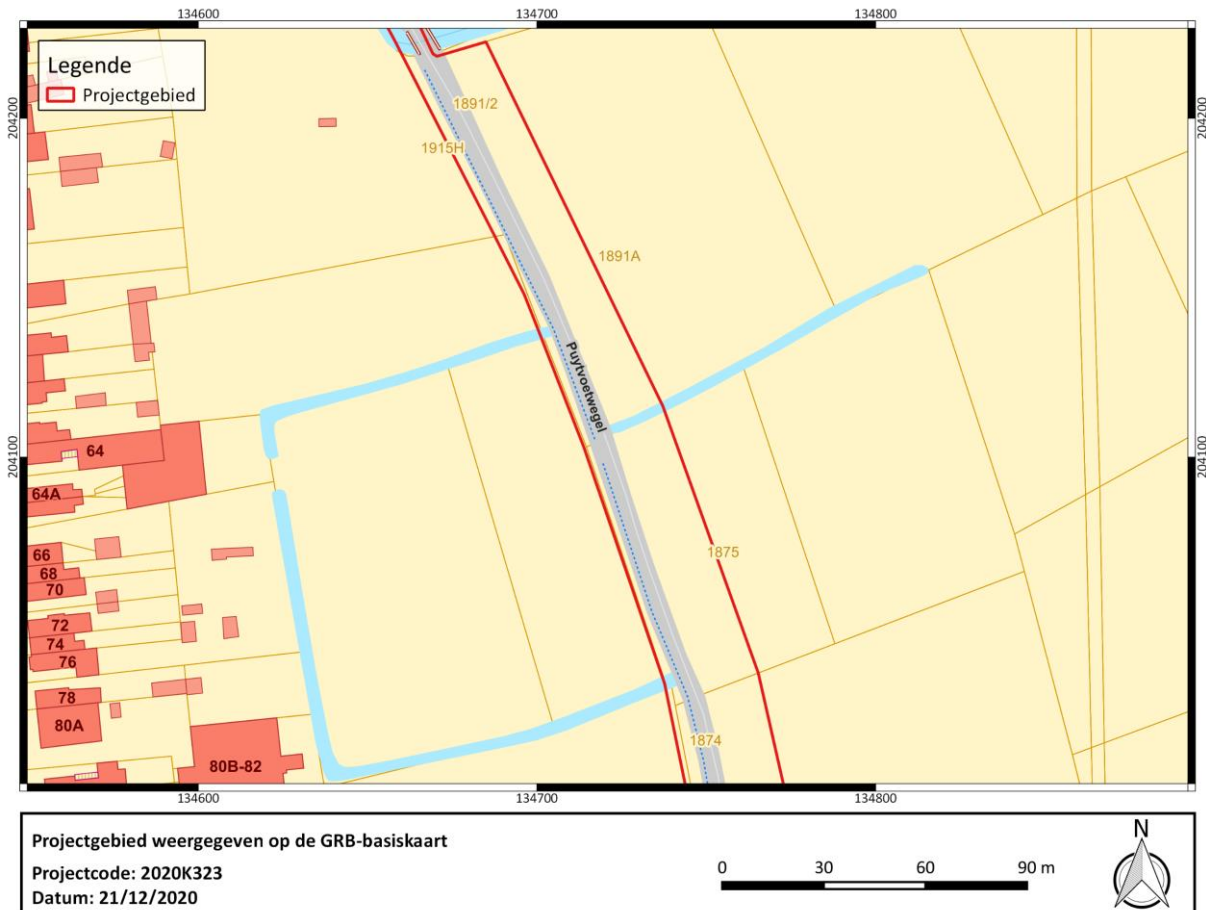 134600 134700 134800
Legende
Projectgebied
204200
204200
1891/2
1915H
1891A
Puytvoetwegel
204100
204100
64
64A
66
68
70
72
74
76
78
80A
80B-82
1875
1874
134600 134700 134800
Projectgebied weergegeven op de GRB-basiskaart
Projectcode: 2020K323
Datum: 21/12/2020
0 30 60 90 m
N